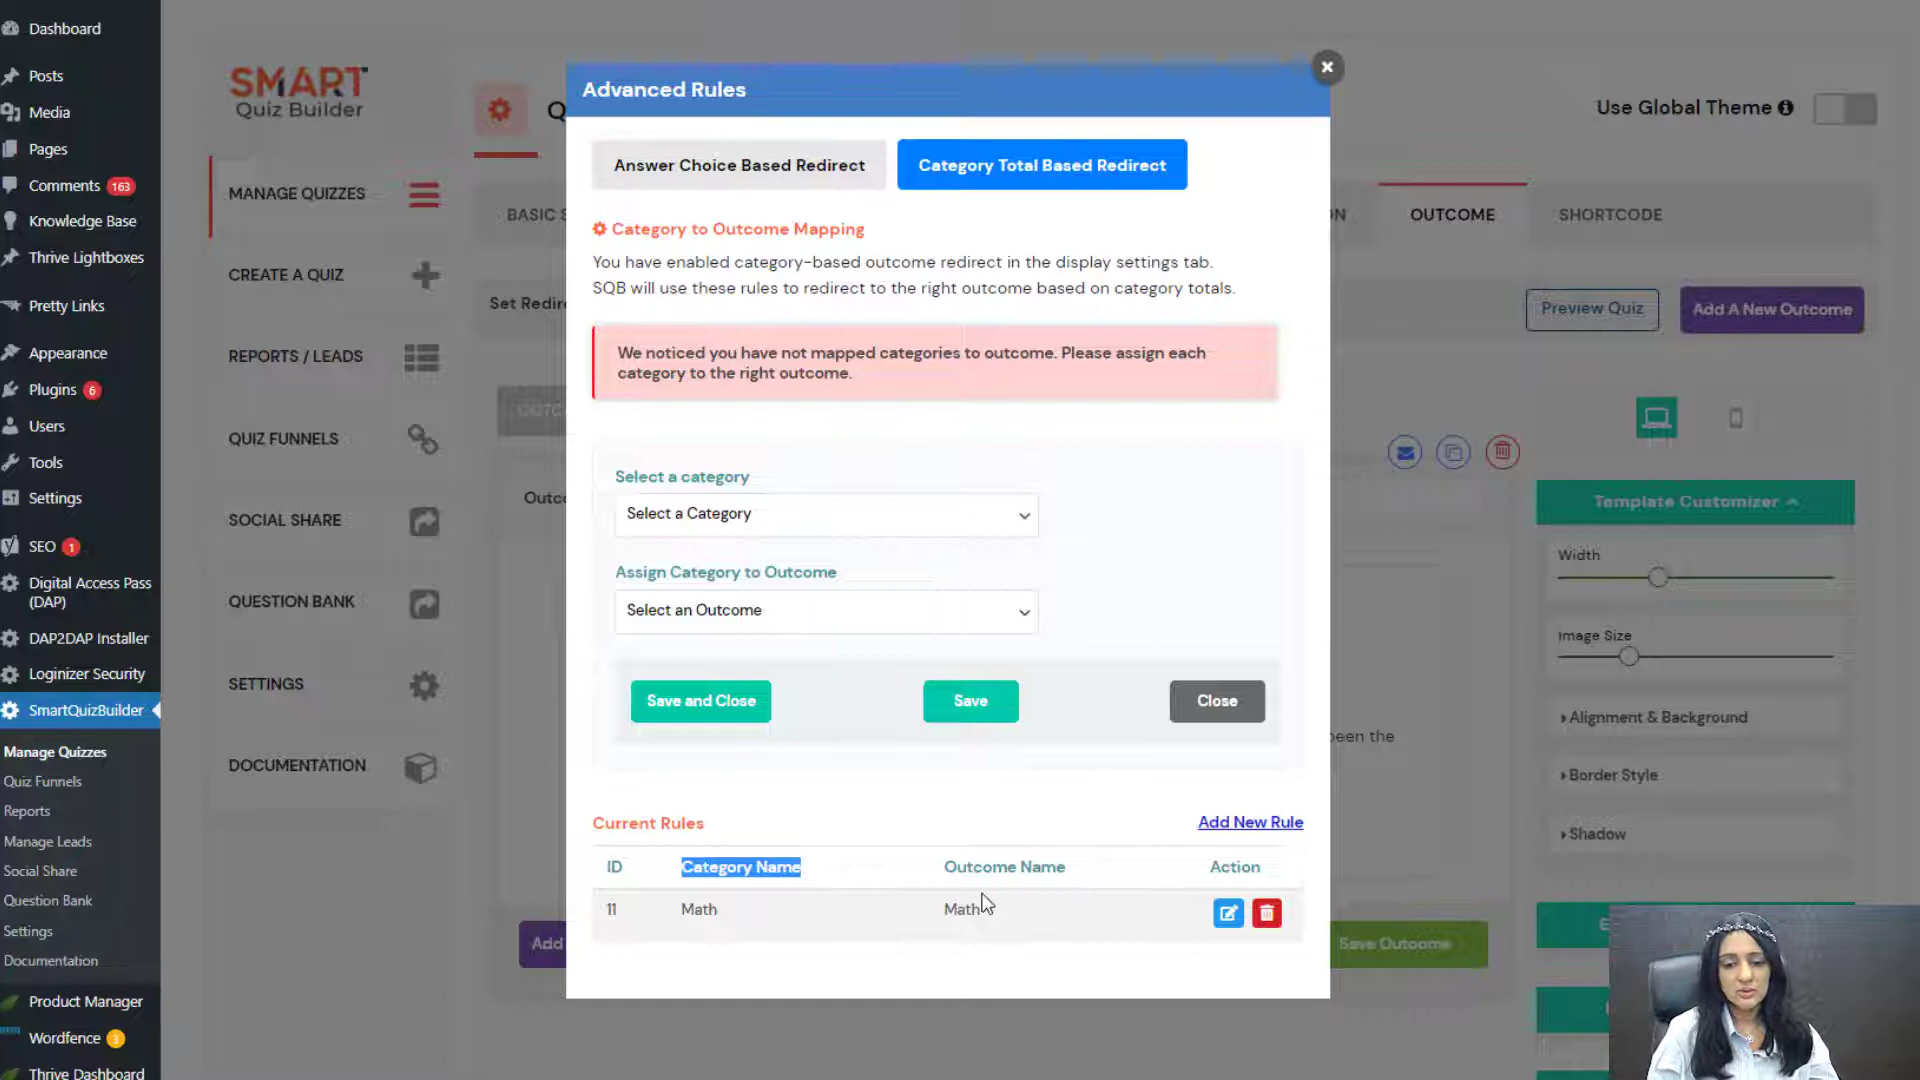 Dashboard
Posts
Media
Pages
Comments 163
Knowledge Base
Thrive Lightboxes
Pretty Links
Appearance
Plugins 6
Users
Tools
Settings
SEO 1
Digital Access Pass
(DAP)
DAP2DAP Installer
Loginizer Security
SmartQuizBuilder
Manage Quizzes
Quiz Funnels
Reports
Manage Leads
Social Share
Question Bank
Settings
Documentation
Product Manager
Wordfence 3
Thrive Dashboard
SMART
Quiz Builder
MANAGE QUIZZES
CREATE A QUIZ
REPORTS / LEADS
QUIZ FUNNELS
SOCIAL SHARE
QUESTION BANK
SETTINGS
DOCUMENTATION
Use Global Theme
BASIC S
OUTCOME
SHORTCODE
Set Redire
Preview Quiz
Add A New Outcome
Outco
Template Customizer
Width
Image Size
Alignment & Background
Border Style
Shadow
been the
Add
Save Outcome
Advanced Rules
Answer Choice Based Redirect
Category Total Based Redirect
Category to Outcome Mapping
You have enabled category-based outcome redirect in the display settings tab.
SQB will use these rules to redirect to the right outcome based on category totals.
We noticed you have not mapped categories to outcome. Please assign each
category to the right outcome.
Select a category
Select a Category
Assign Category to Outcome
Select an Outcome
Save and Close
Save
Close
Current Rules
Add New Rule
ID Category Name Outcome Name Action
11 Math Math